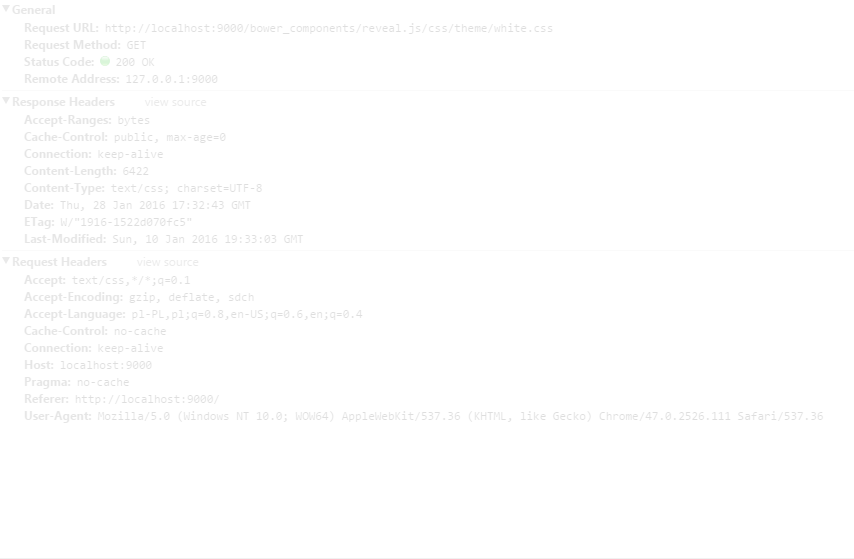 General
Request URL: http://localhost:9000/bower_components/reveal.js/css/theme/white.css
Request Method: GET
Status Code: 200 OK
Remote Address: 127.0.0.1:9000
Response Headers view source
Accept-Ranges: bytes
Cache-Control: public, max-age=0
Connection: keep-alive
Content-Length: 6422
Content-Type: text/css; charset=UTF-8
Date: Thu, 28 Jan 2016 17:32:43 GMT
ETag: W/"1916-1522d070fc5"
Last-Modified: Sun, 10 Jan 2016 19:33:03 GMT
Request Headers view source
Accept: text/css,*/*;q=0.1
Accept-Encoding: gzip, deflate, sdch
Accept-Language: pl-PL,pl;q=0.8,en-US;q=0.6,en;q=0.4
Cache-Control: no-cache
Connection: keep-alive
Host: localhost:9000
Pragma: no-cache
Referer: http://localhost:9000/
User-Agent: Mozilla/5.0 (Windows NT 10.0; WOW64) AppleWebKit/537.36 (KHTML, like Gecko) Chrome/47.0.2526.111 Safari/537.36